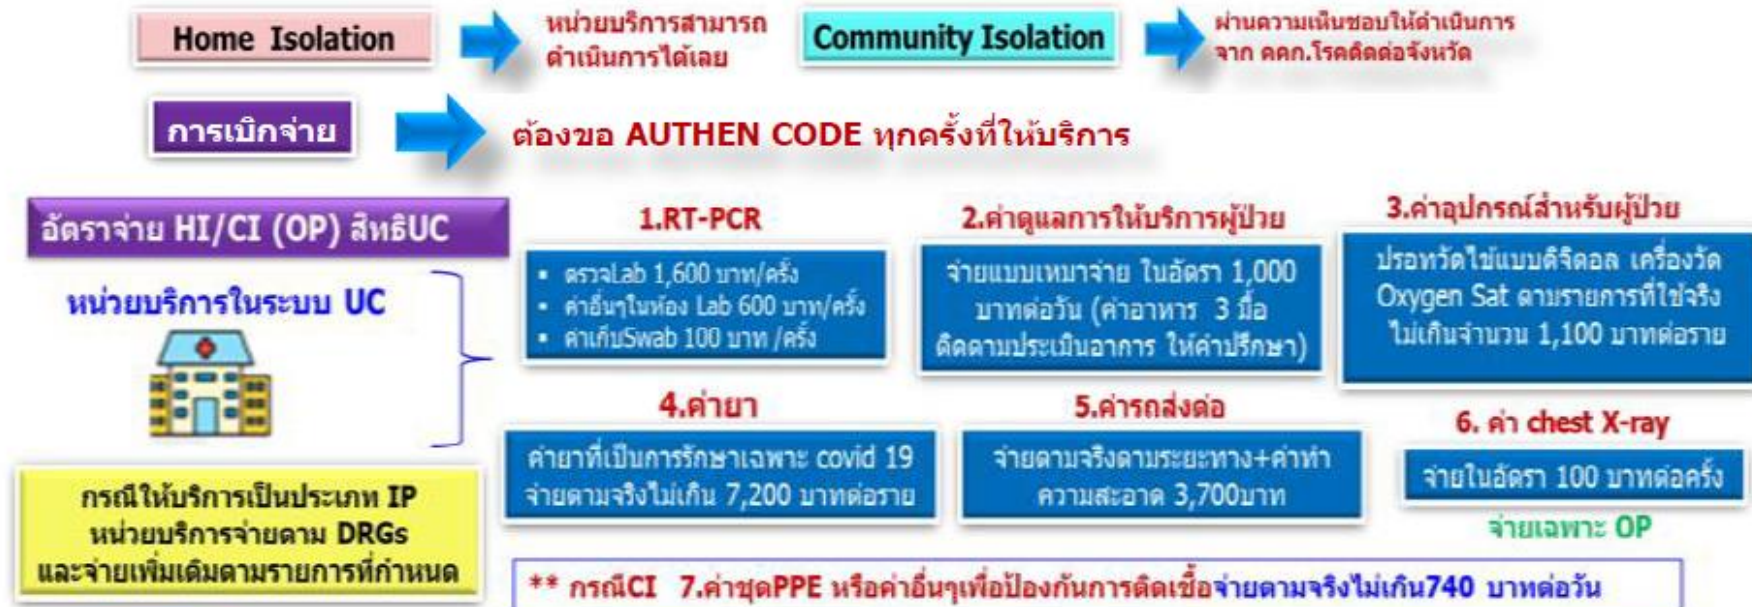 Home Isolation
หน่วยบริการสามารถ
ดำเนินการได้เลย
Community Isolation
ผ่านความเห็นชอบให้ดำเนินการ
จาก คคก.โรคติดต่อจังหวัด
การเบิกจ่าย
ต้องขอ AUTHEN CODE ทุกครั้งที่ให้บริการ
อัตราจ่าย HI/CI (OP) สิทธิUC
หน่วยบริการในระบบ UC
1.RT-PCR
▪ ตรวจLab 1,600 บาท/ครั้ง
▪ ค่าอื่นๆในห้อง Lab 600 บาท/ครั้ง
▪ ค่าเก็บSwab 100 บาท /ครั้ง
2.ค่าดูแลการให้บริการผู้ป่วย
จ่ายแบบเหมาจ่าย ในอัตรา 1,000
บาทต่อวัน (ค่าอาหาร 3 มื้อ
ติดตามประเมินอาการ ให้คำปรึกษา)
3.ค่าอุปกรณ์สำหรับผู้ป่วย
ปรอทวัดไข้แบบดิจิตอล เครื่องวัด
Oxygen Sat ตามรายการที่ใช้จริง
ไม่เกินจำนวน 1,100 บาทต่อราย
4.ค่ายา
ค่ายาที่เป็นการรักษาเฉพาะ covid 19
จ่ายตามจริงไม่เกิน 7,200 บาทต่อราย
5.ค่ารถส่งต่อ
จ่ายตามจริงตามระยะทาง+ค่าทำ
ความสะอาด 3,700บาท
6. ค่า chest X-ray
จ่ายในอัตรา 100 บาทต่อครั้ง
จ่ายเฉพาะ OP
กรณีให้บริการเป็นประเภท IP
หน่วยบริการจ่ายตาม DRGs
และจ่ายเพิ่มเติมตามรายการที่กำหนด
** กรณีCI 7.ค่าชุดPPE หรือค่าอื่นๆเพื่อป้องกันการติดเชื้อจ่ายตามจริงไม่เกิน740 บาทต่อวัน